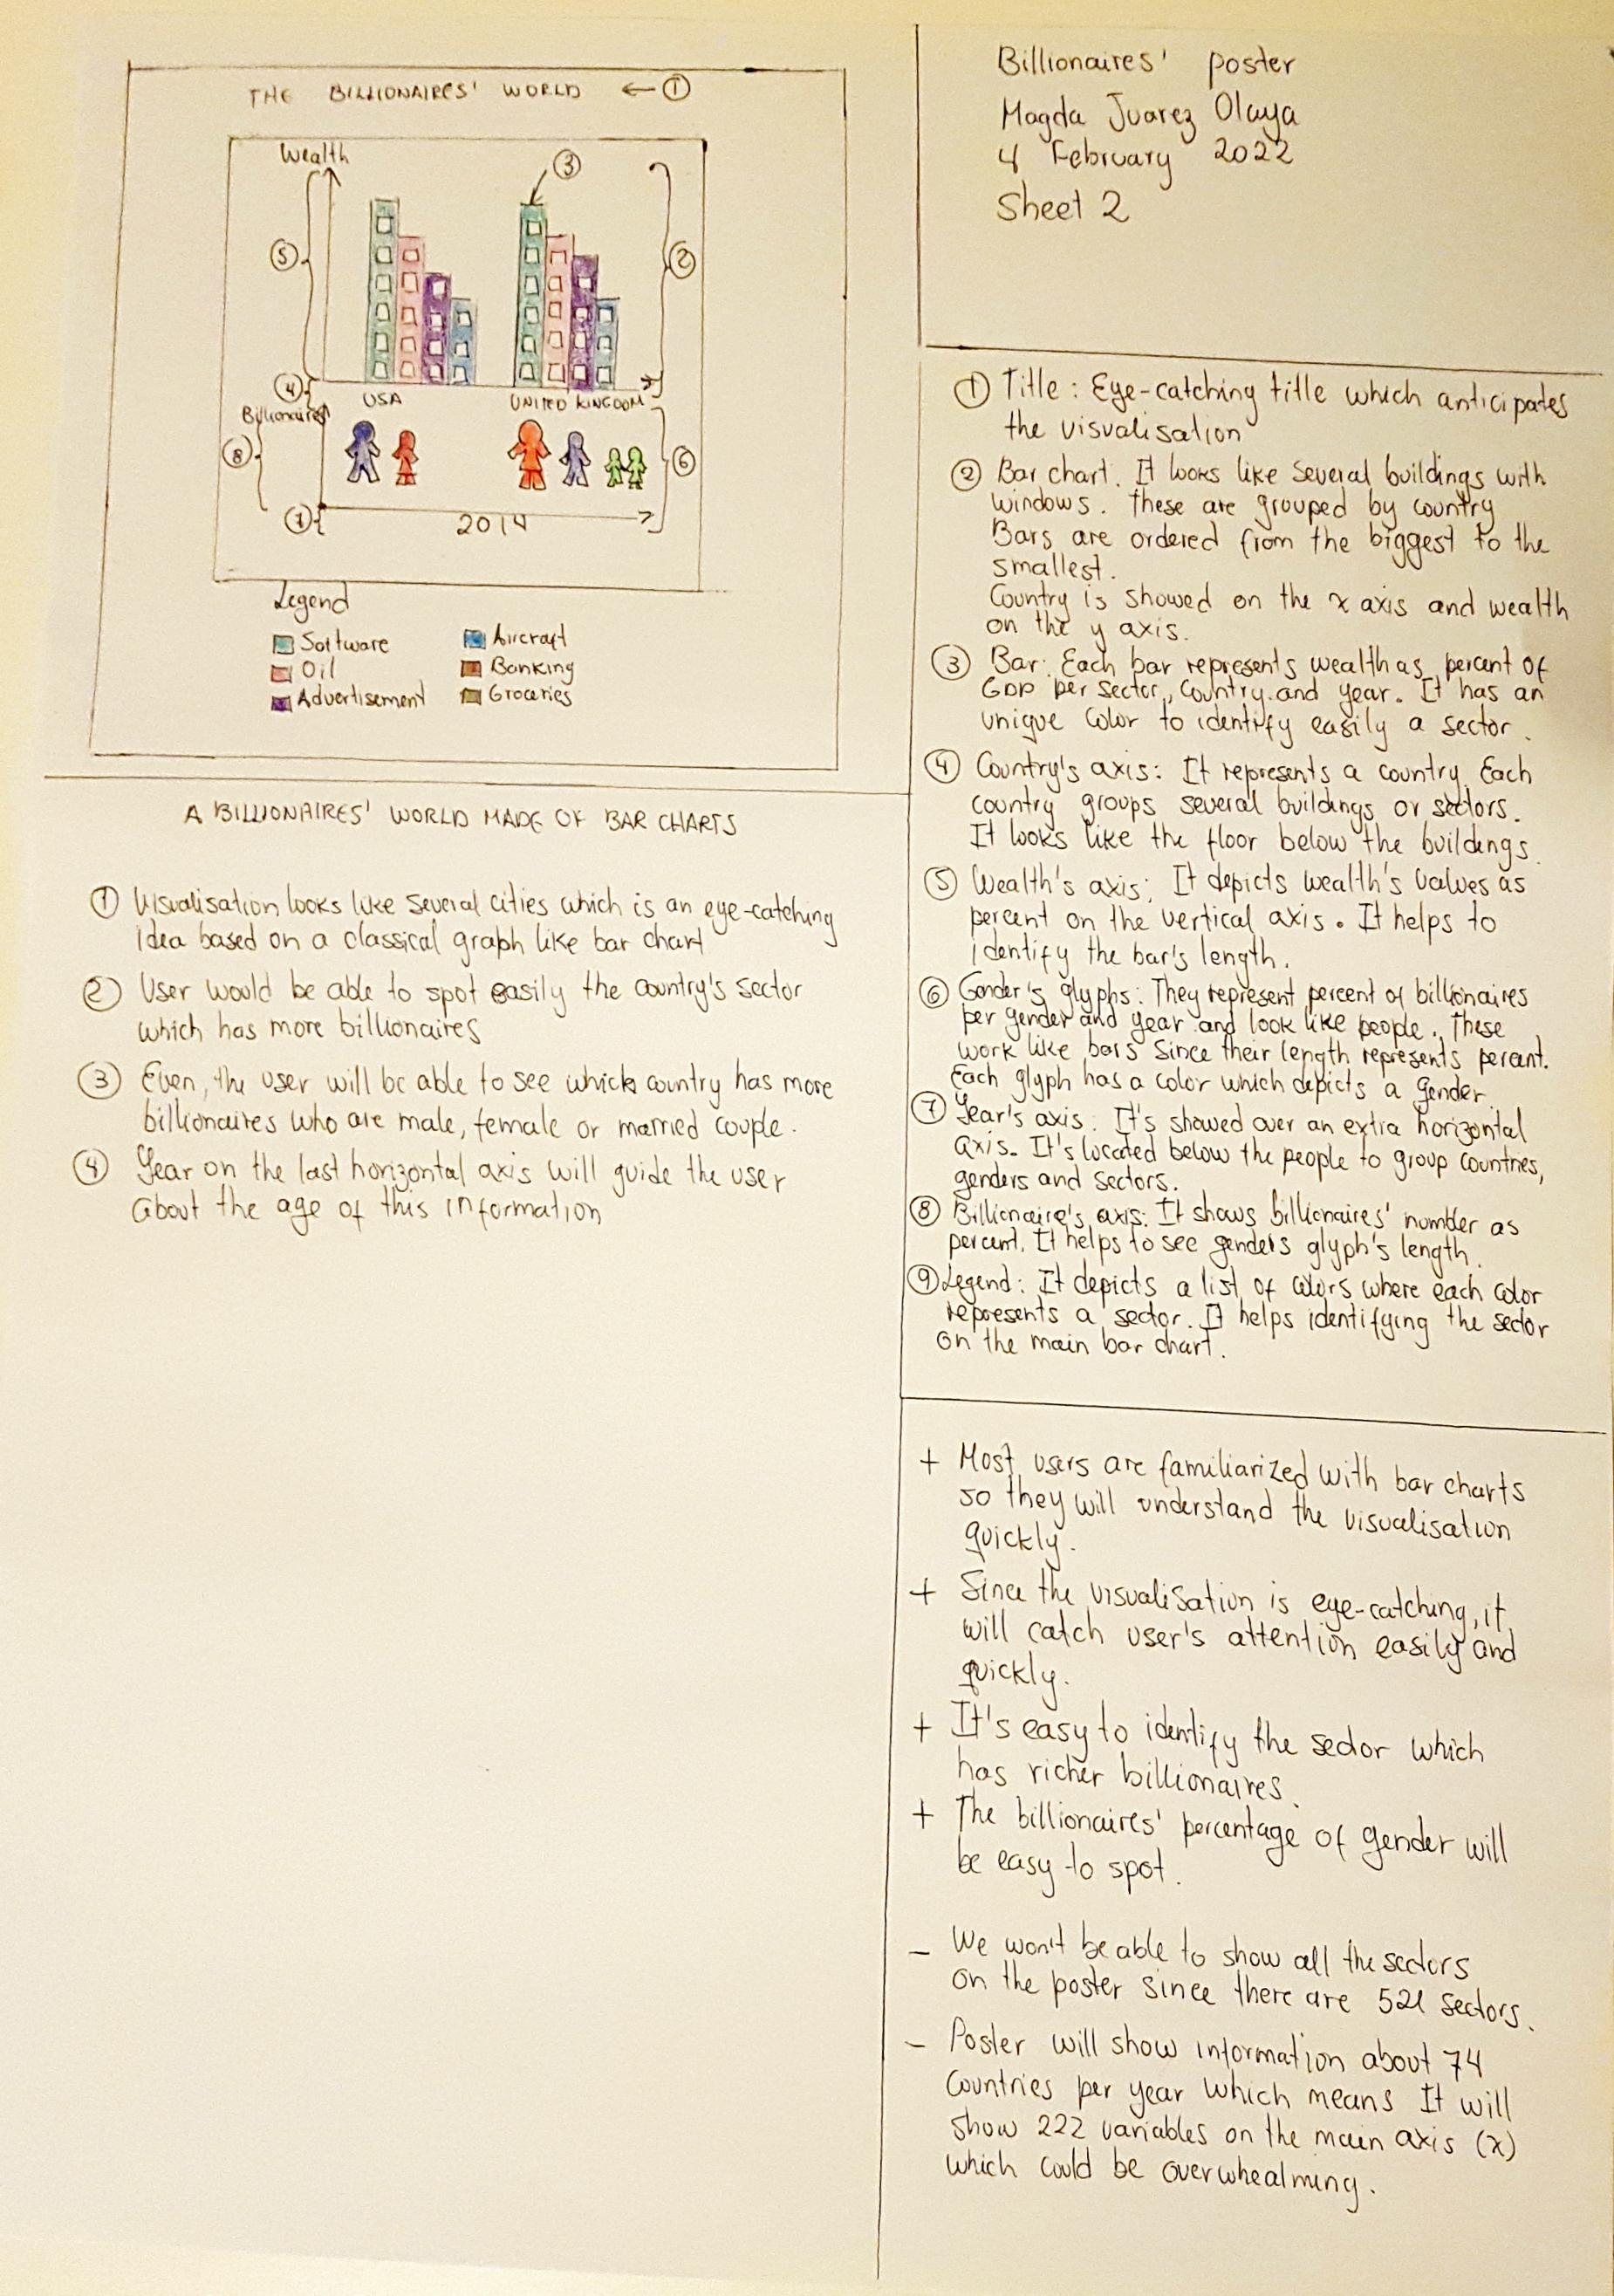 THE BILLIONAIRES' WORLD ← ①
Wealth
③
⑤
②
④
USA
UNITED KINGDOM
Billionaires
⑧
⑥
⑦
2014
Legend
Software
Aircraft
Oil
Banking
Advertisement
Groceries
A BILLIONAIRES' WORLD MADE OF BAR CHARTS
① Visualisation looks like several cities which is an eye-catching
idea based on a classical graph like bar chart
② User would be able to spot easily the country's sector
which has more billionaires
③ Even, the user will be able to see which country has more
billionaires who are male, female or married couple.
④ Year on the last horizontal axis will guide the user
about the age of this information
Billionaires' poster
Magda Juarez Olaya
4 February 2022
Sheet 2
① Title: Eye-catching title which anticipates
the visualisation
② Bar chart. It looks like several buildings with
windows. These are grouped by country
Bars are ordered from the biggest to the
smallest.
Country is showed on the x axis and wealth
on the y axis.
③ Bar: Each bar represents wealth as percent of
GDP per sector, country and year. It has an
unique color to identify easily a sector.
④ Country's axis: It represents a country. Each
country groups several buildings or sectors.
It looks like the floor below the buildings.
⑤ Wealth's axis: It depicts wealth's values as
percent on the vertical axis. It helps to
identify the bar's length.
⑥ Gender's glyphs: They represent percent of billionaires
per gender and year and look like people. These
work like bars since their length represents percent.
Each glyph has a color which depicts a gender.
⑦ Year's axis: It's showed over an extra horizontal
axis. It's located below the people to group countries,
genders and sectors.
⑧ Billionaire's axis: It shows billionaires' number as
percent. It helps to see genders glyph's length.
⑨ Legend: It depicts a list of colors where each color
represents a sector. It helps identifying the sector
on the main bar chart.
+ Most users are familiarized with bar charts
so they will understand the visualisation
quickly.
+ Since the visualisation is eye-catching, it
will catch user's attention easily and
quickly.
+ It's easy to identify the sector which
has richer billionaires.
+ The billionaires' percentage of gender will
be easy to spot.
- We won't be able to show all the sectors
on the poster since there are 521 sectors.
- Poster will show information about 74
countries per year which means It will
show 222 variables on the main axis (x)
which could be overwhealming.